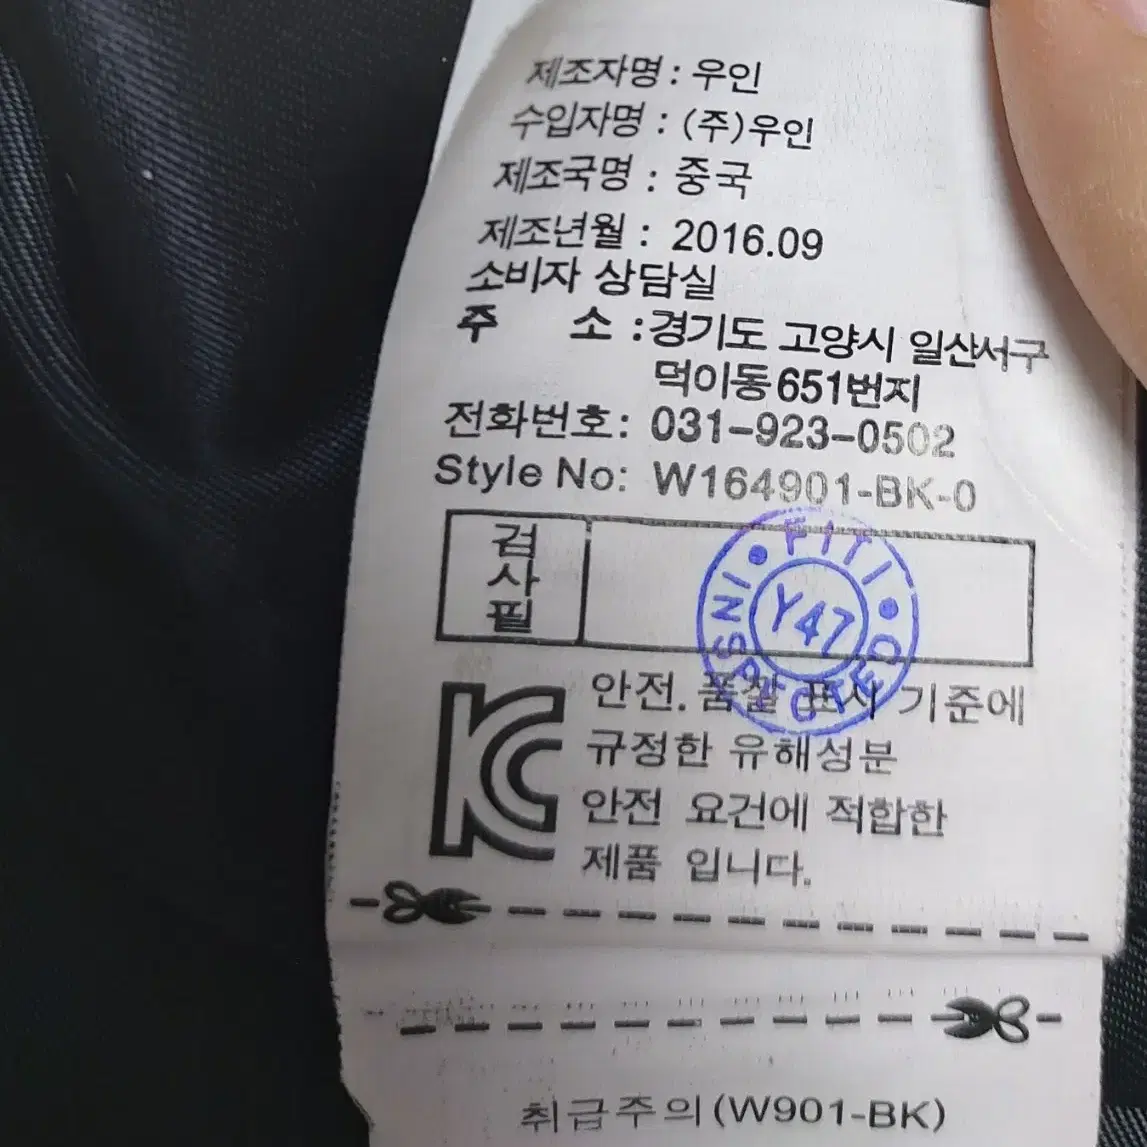 제조자명 : 우인
수입자명 : (주)우인
제조국명 : 중국
제조년월 : 2016.09
소비자 상담실
주 소 : 경기도 고양시 일산서구
덕이동 651번지
전화번호 : 031-923-0502
Style No: W164901-BK-0
검사필
FITI
INSPECTED
Y47
KC
안전. 품질 표시 기준에
규정한 유해성분
안전 요건에 적합한
제품 입니다.
취급주의(W901-BK)